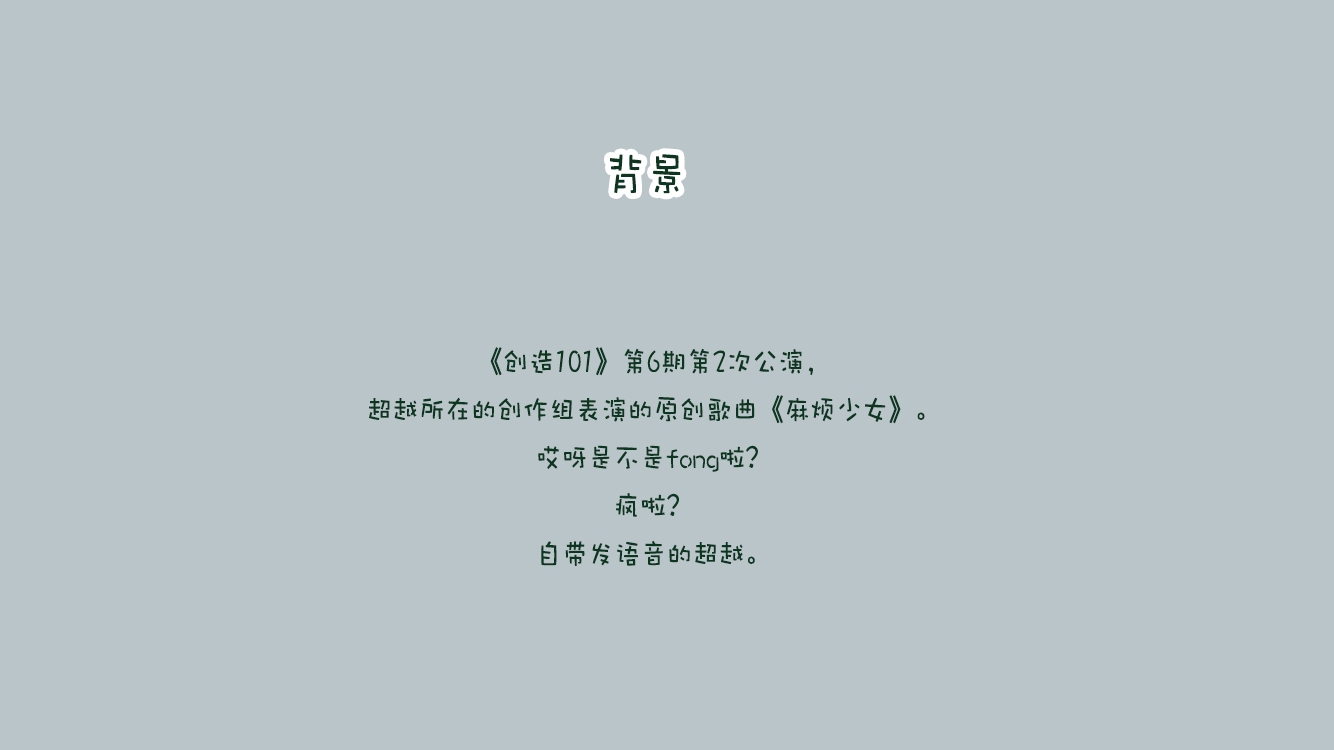 背景
《创造101》第6期第2次公演，
超越所在的创作组表演的原创歌曲《麻烦少女》。
哎呀是不是fang啦?
疯啦?
自带发语音的超越。